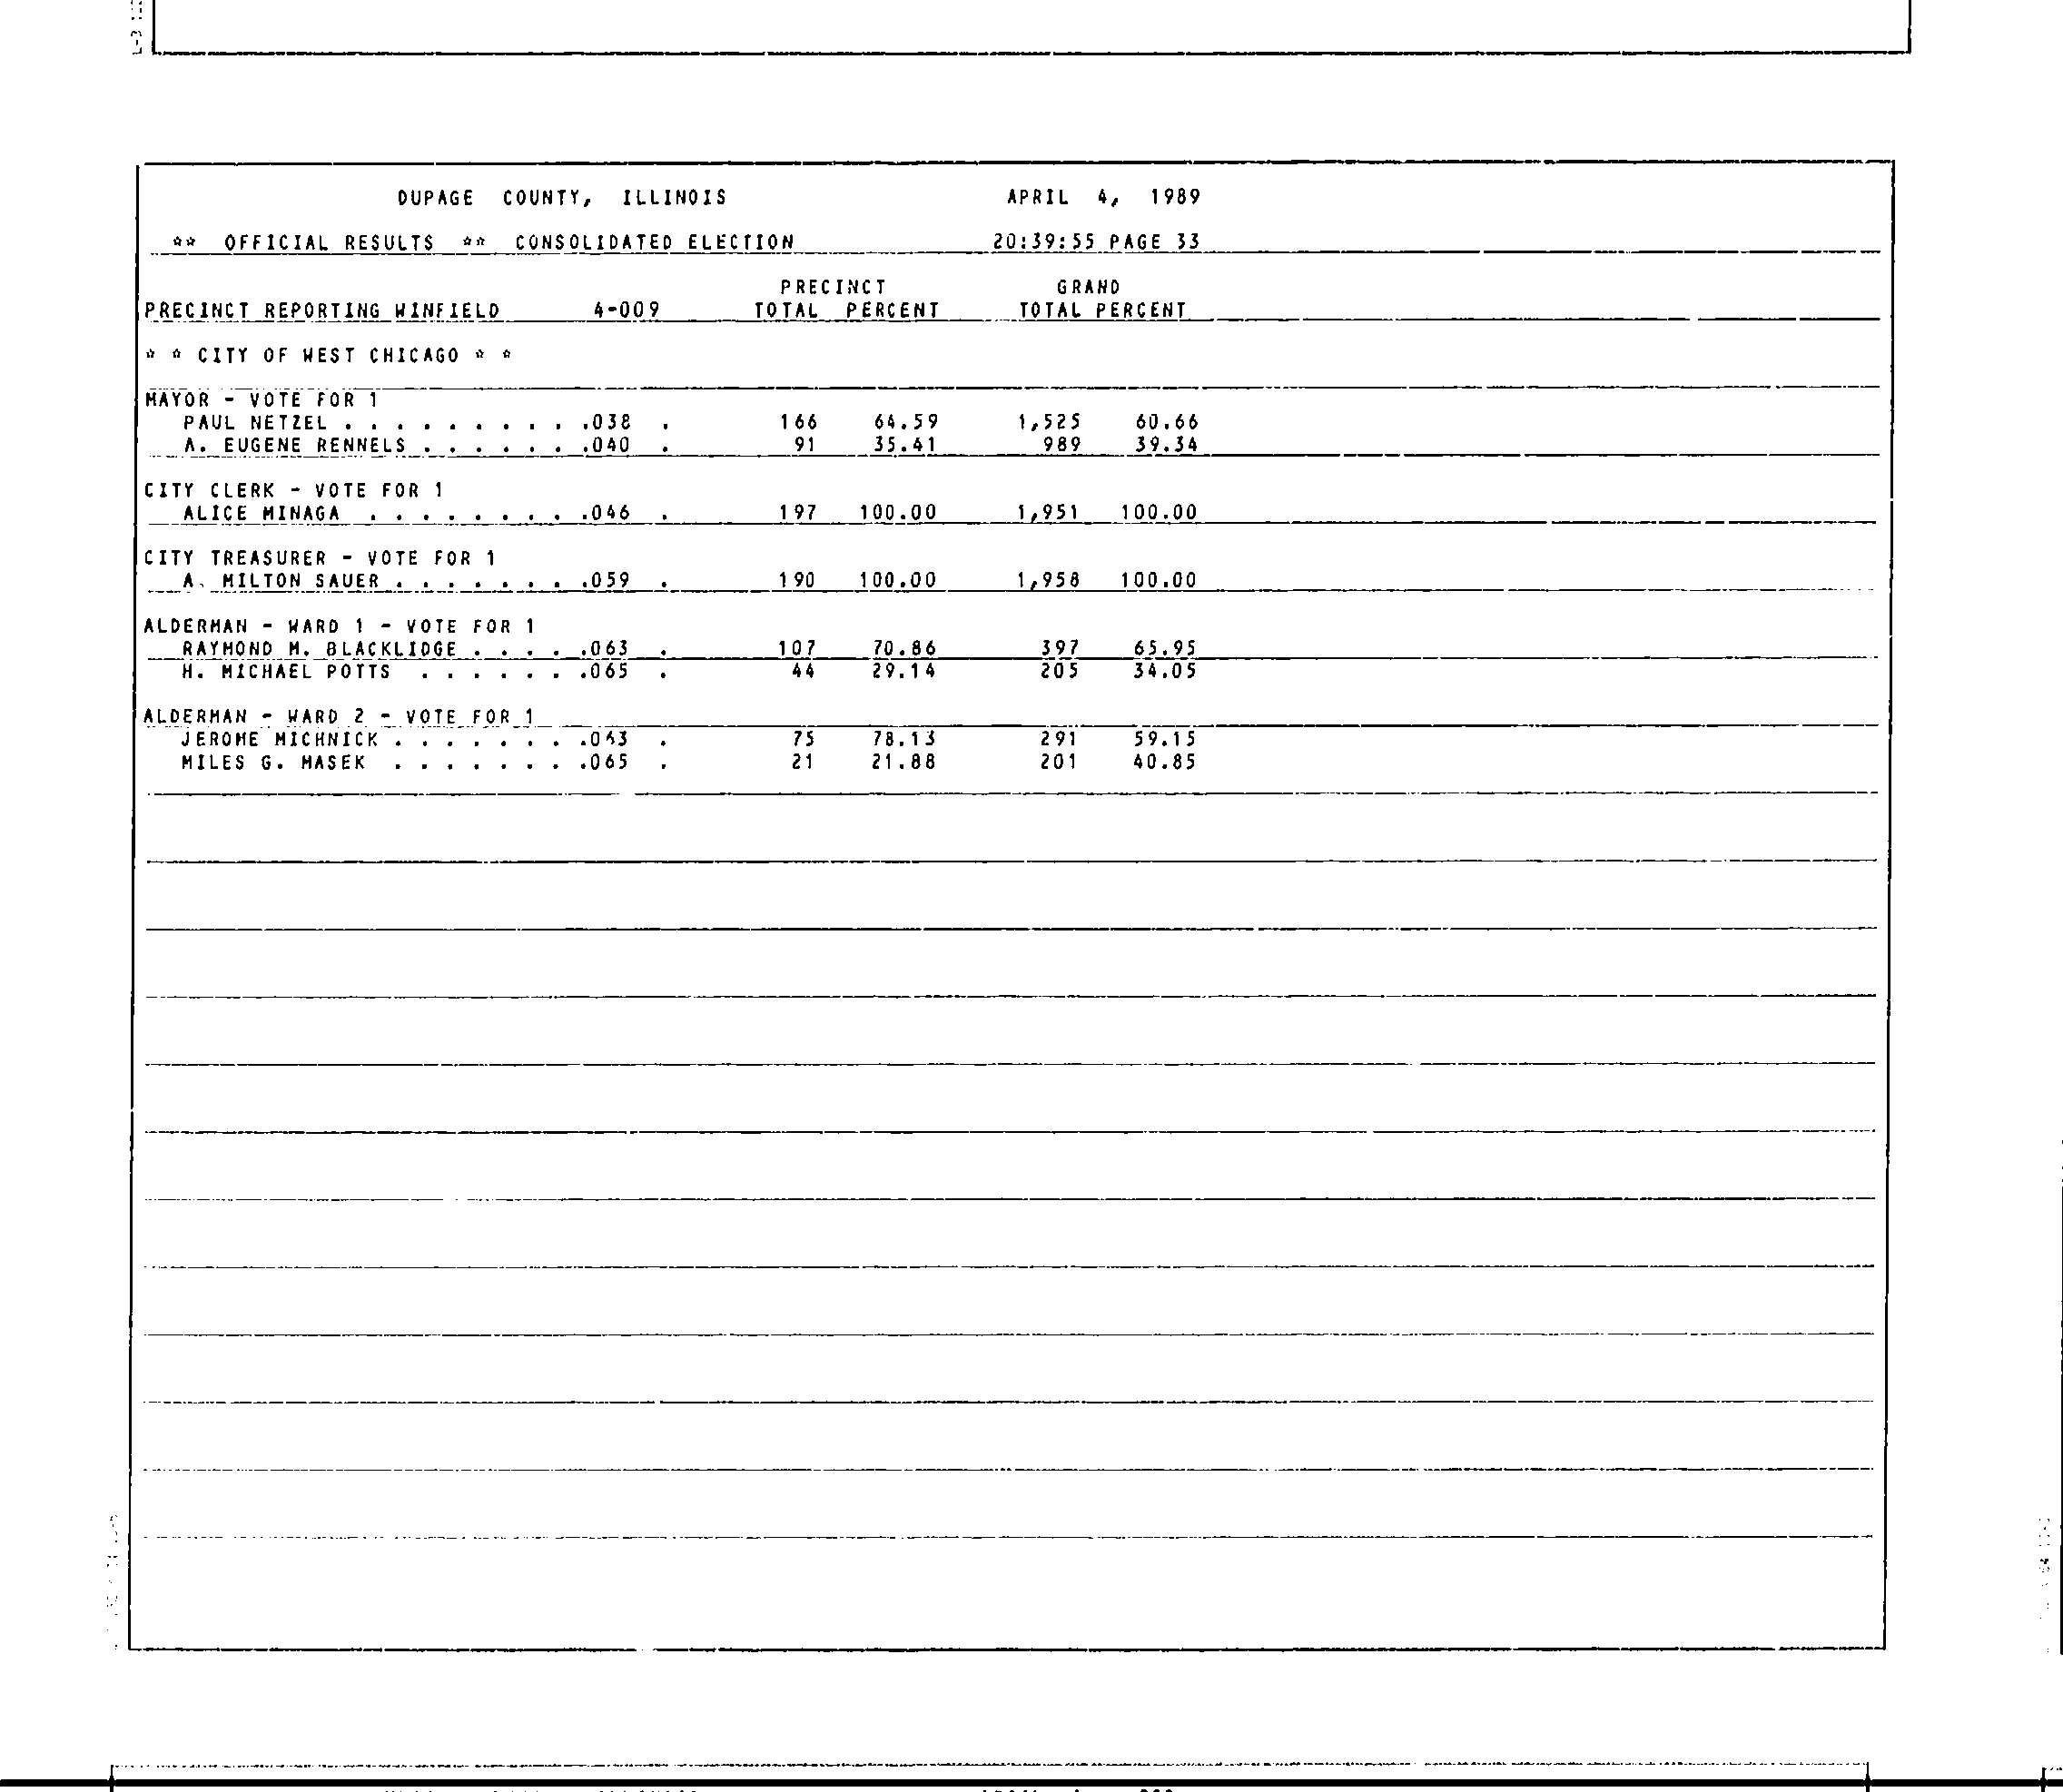 DUPAGE COUNTY, ILLINOIS APRIL 4, 1989
** OFFICIAL RESULTS ** CONSOLIDATED ELECTION 20:39:55 PAGE 33
PRECINCT GRAND
PRECINCT REPORTING WINFIELD 4-009 TOTAL PERCENT TOTAL PERCENT
* * CITY OF WEST CHICAGO * *
MAYOR - VOTE FOR 1
PAUL NETZEL . . . . . . . . . .038 . 166 64.59 1,525 60.66
A. EUGENE RENNELS . . . . . . .040 . 91 35.41 989 39.34
CITY CLERK - VOTE FOR 1
ALICE MINAGA . . . . . . . . .046 . 197 100.00 1,951 100.00
CITY TREASURER - VOTE FOR 1
A. MILTON SAUER . . . . . . . .059 . 190 100.00 1,958 100.00
ALDERMAN - WARD 1 - VOTE FOR 1
RAYMOND M. BLACKLIDGE . . . . .063 . 107 70.86 397 65.95
H. MICHAEL POTTS . . . . . . .065 . 44 29.14 205 34.05
ALDERMAN - WARD 2 - VOTE FOR 1
JEROME MICHNICK . . . . . . . .063 . 75 78.13 291 59.15
MILES G. MASEK . . . . . . . .065 . 21 21.88 201 40.85